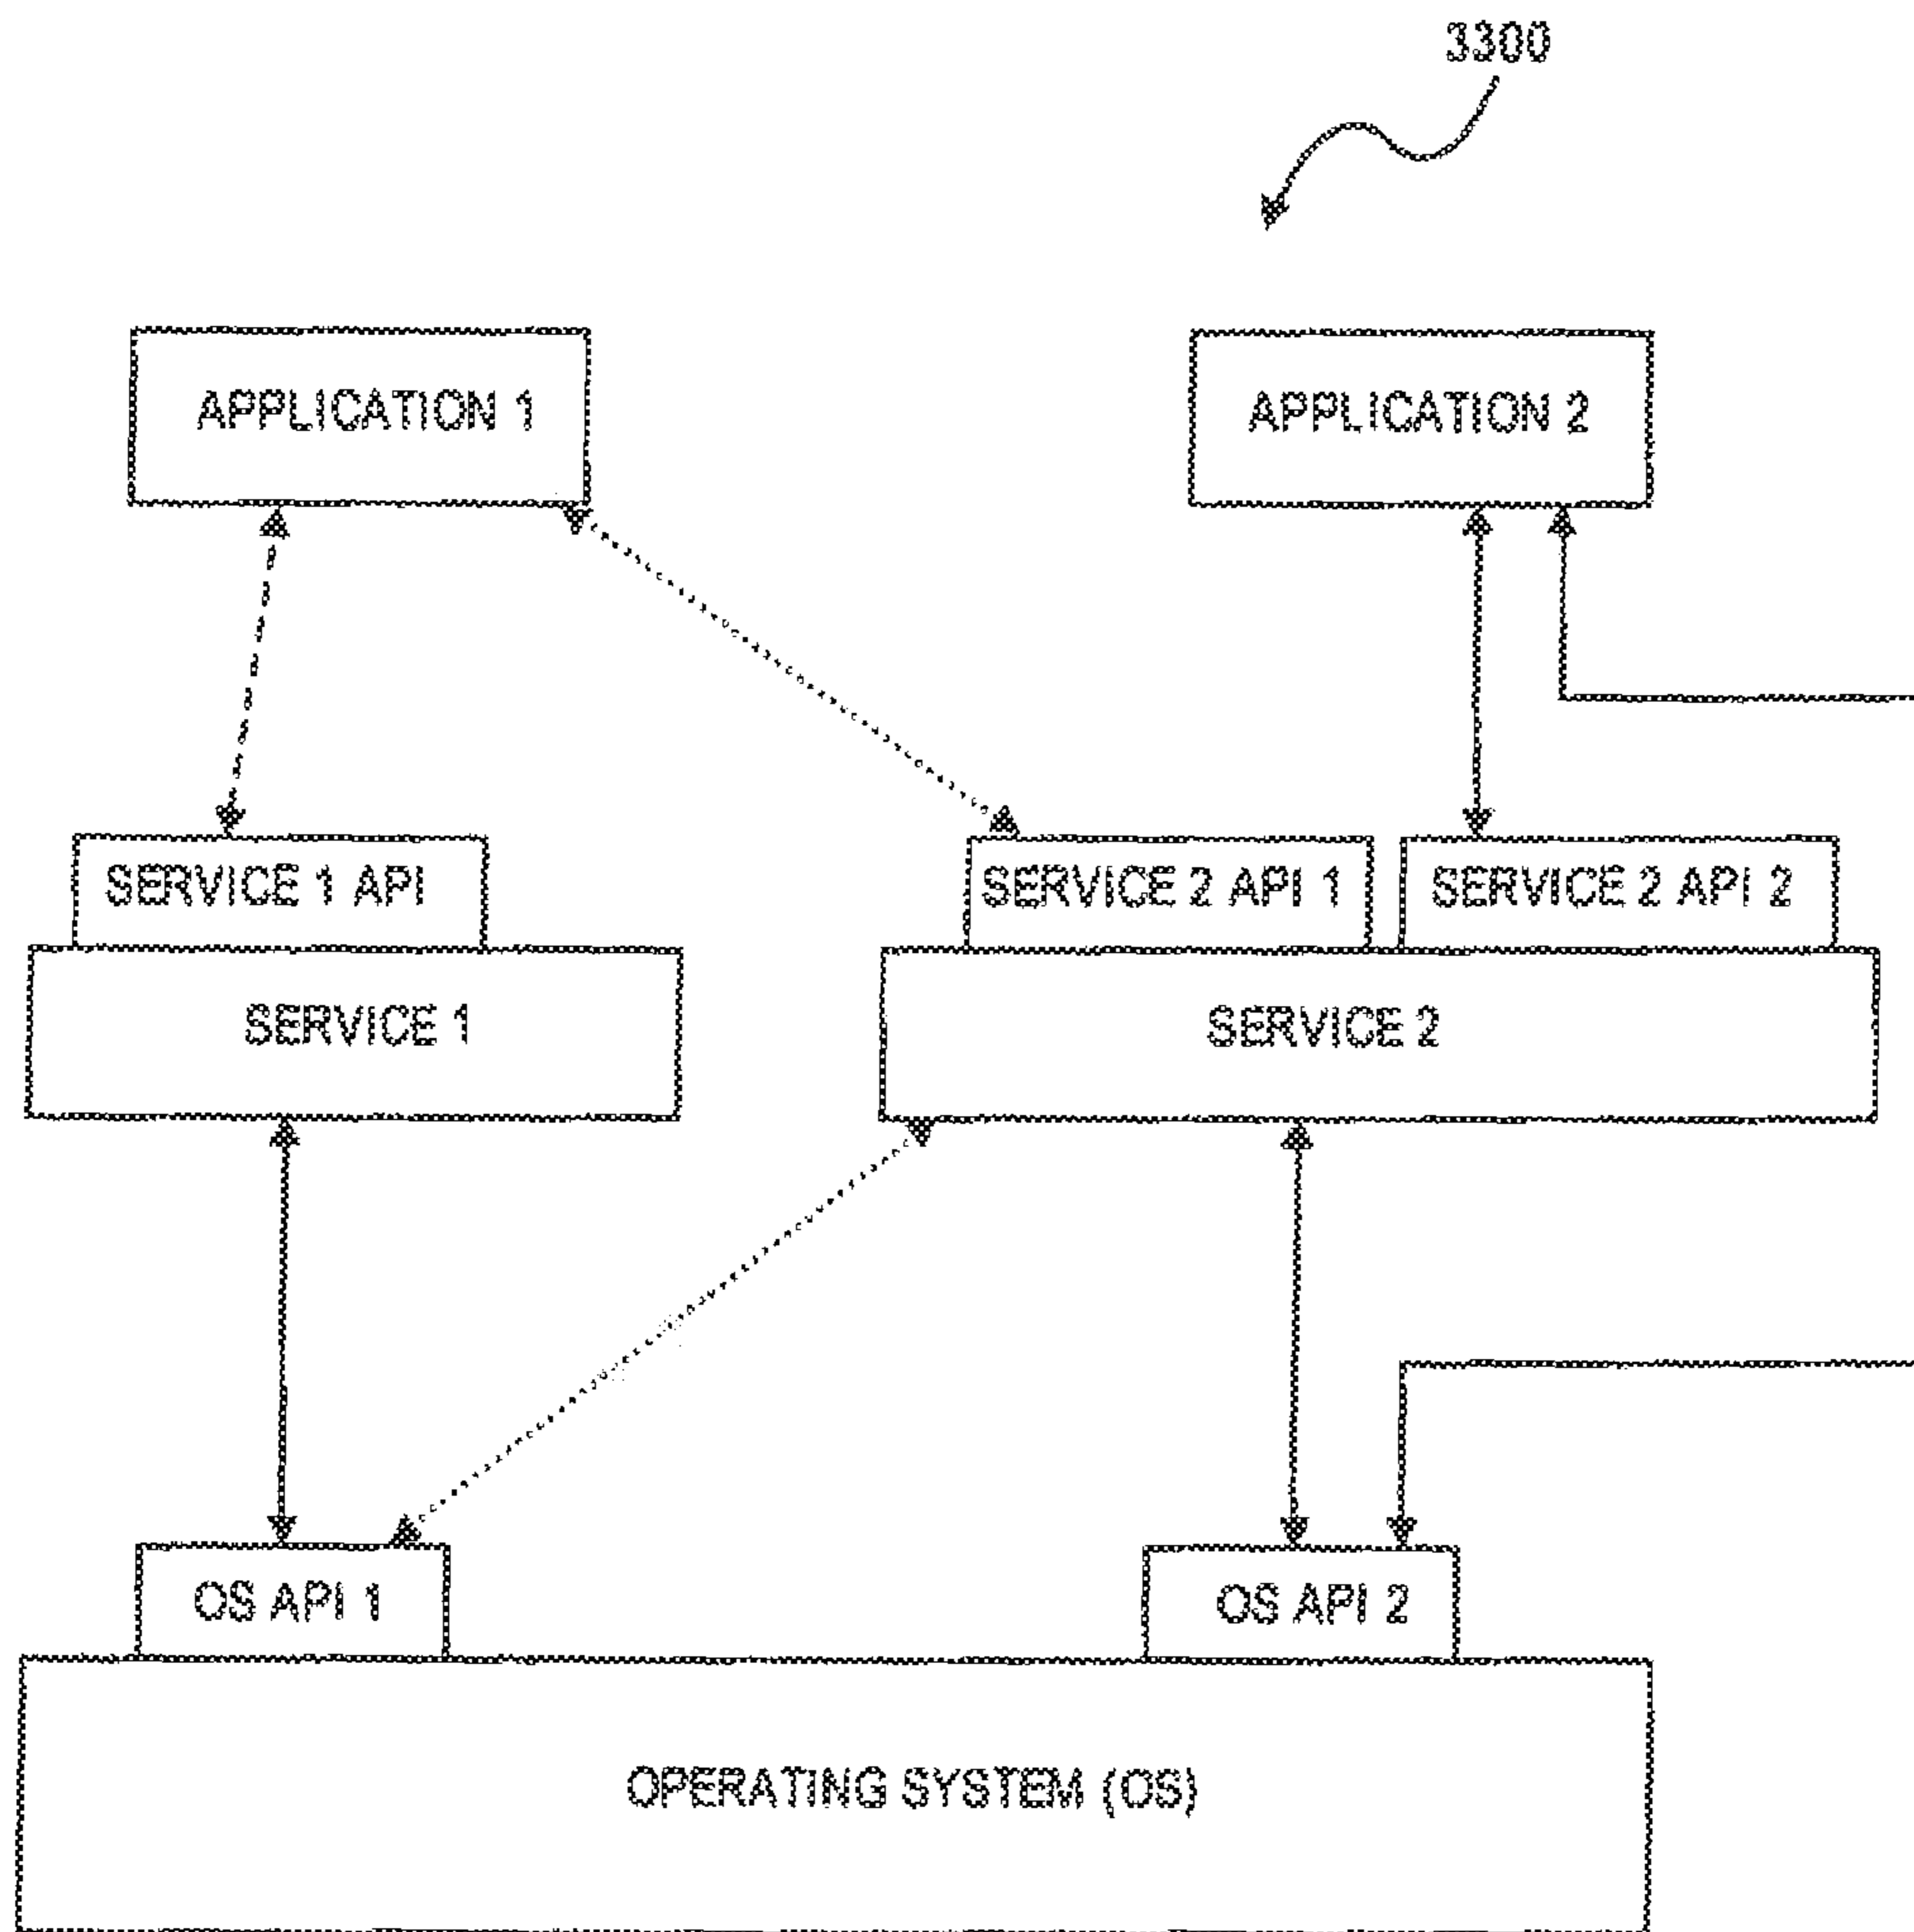 3300
APPLICATION 1
APPLICATION 2
SERVICE 1 API
SERVICE 2 API 1
SERVICE 2 API 2
SERVICE 1
SERVICE 2
OS API 1
OS API 2
OPERATING SYSTEM (OS)